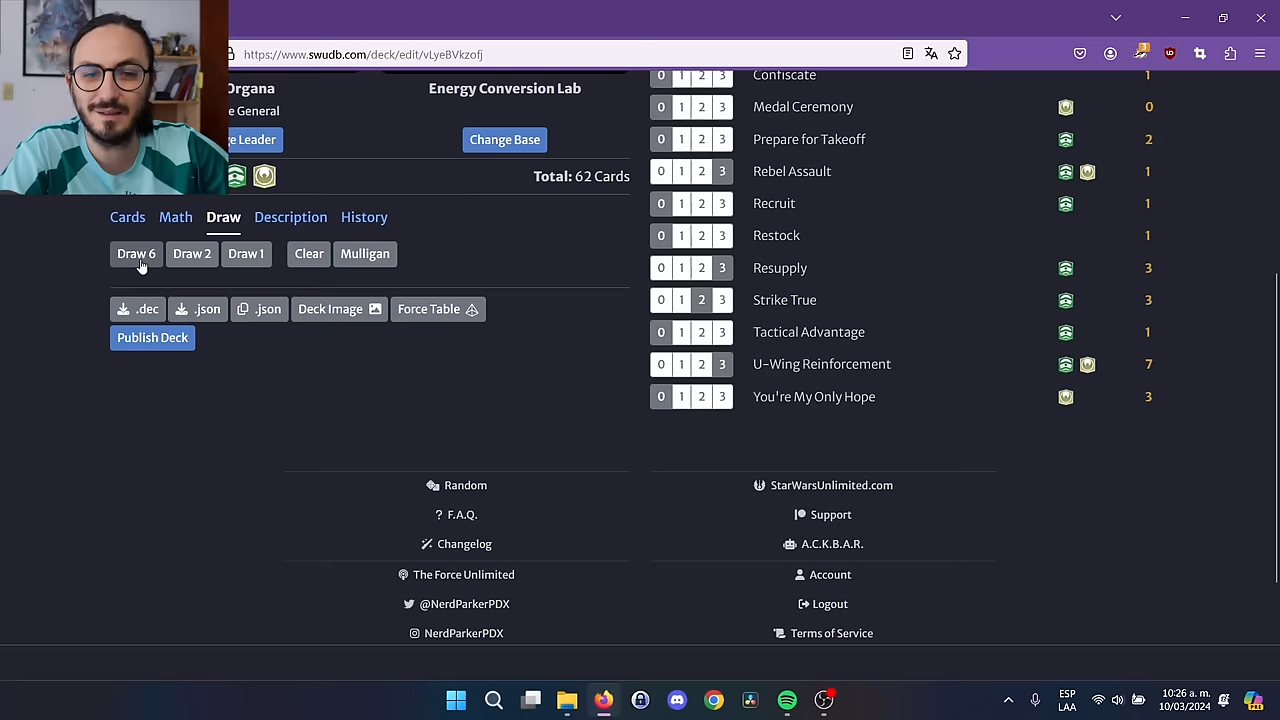 https://www.swudb.com/deck/edit/vLyeBVkzofj
3
Organa
Energy Conversion Lab
e General
ge Leader
Change Base
Total: 62 Cards
Cards
Math
Draw
Description
History
Draw 6
Draw 2
Draw 1
Clear
Mulligan
.dec
.json
.json
Deck Image
Force Table
Publish Deck
0 1 2 3 Confiscate 1
0 1 2 3 Medal Ceremony 0
0 1 2 3 Prepare for Takeoff 2
0 1 2 3 Rebel Assault 1
0 1 2 3 Recruit 1
0 1 2 3 Restock 1
0 1 2 3 Resupply 3
0 1 2 3 Strike True 3
0 1 2 3 Tactical Advantage 1
0 1 2 3 U-Wing Reinforcement 7
0 1 2 3 You're My Only Hope 3
Random
? F.A.Q.
Changelog
The Force Unlimited
@NerdParkerPDX
NerdParkerPDX
StarWarsUnlimited.com
Support
A.C.K.B.A.R.
Account
Logout
Terms of Service
ESP
LAA
10:26 a. m.
10/03/2024